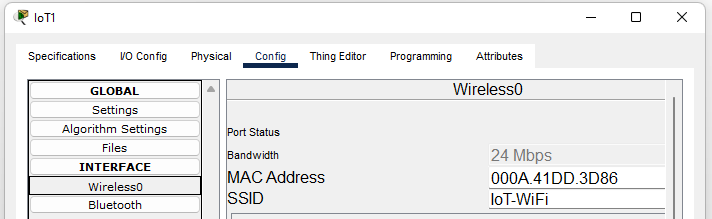 IoT1
Specifications I/O Config Physical Config Thing Editor Programming Attributes
GLOBAL
Settings
Algorithm Settings
Files
INTERFACE
Wireless0
Bluetooth
Wireless0
Port Status
Bandwidth 24 Mbps
MAC Address 000A.41DD.3D86
SSID IoT-WiFi